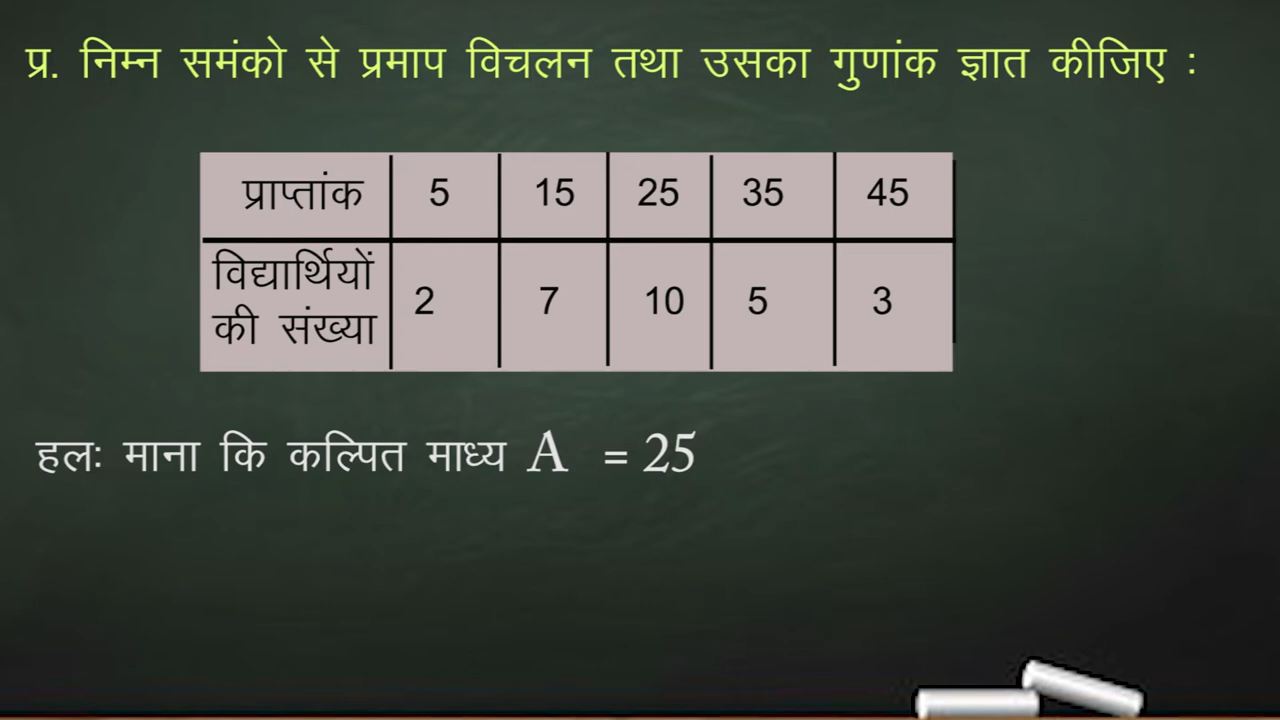 प्र. निम्न समंको से प्रमाप विचलन तथा उसका गुणांक ज्ञात कीजिए :
प्राप्तांक 5 15 25 35 45
विद्यार्थियों
की संख्या 2 7 10 5 3
हलः माना कि कल्पित माध्य A = 25